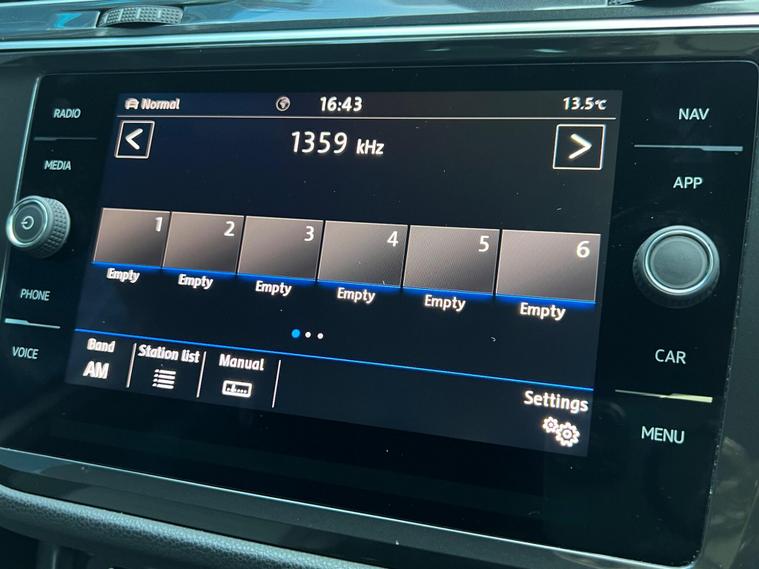 RADIO
MEDIA
PHONE
VOICE
Normal 16:43 13.5°C
< 1359 kHz >
1 2 3 4 5 6
Empty Empty Empty Empty Empty Empty
Band Station list Manual Settings
AM
NAV
APP
CAR
MENU